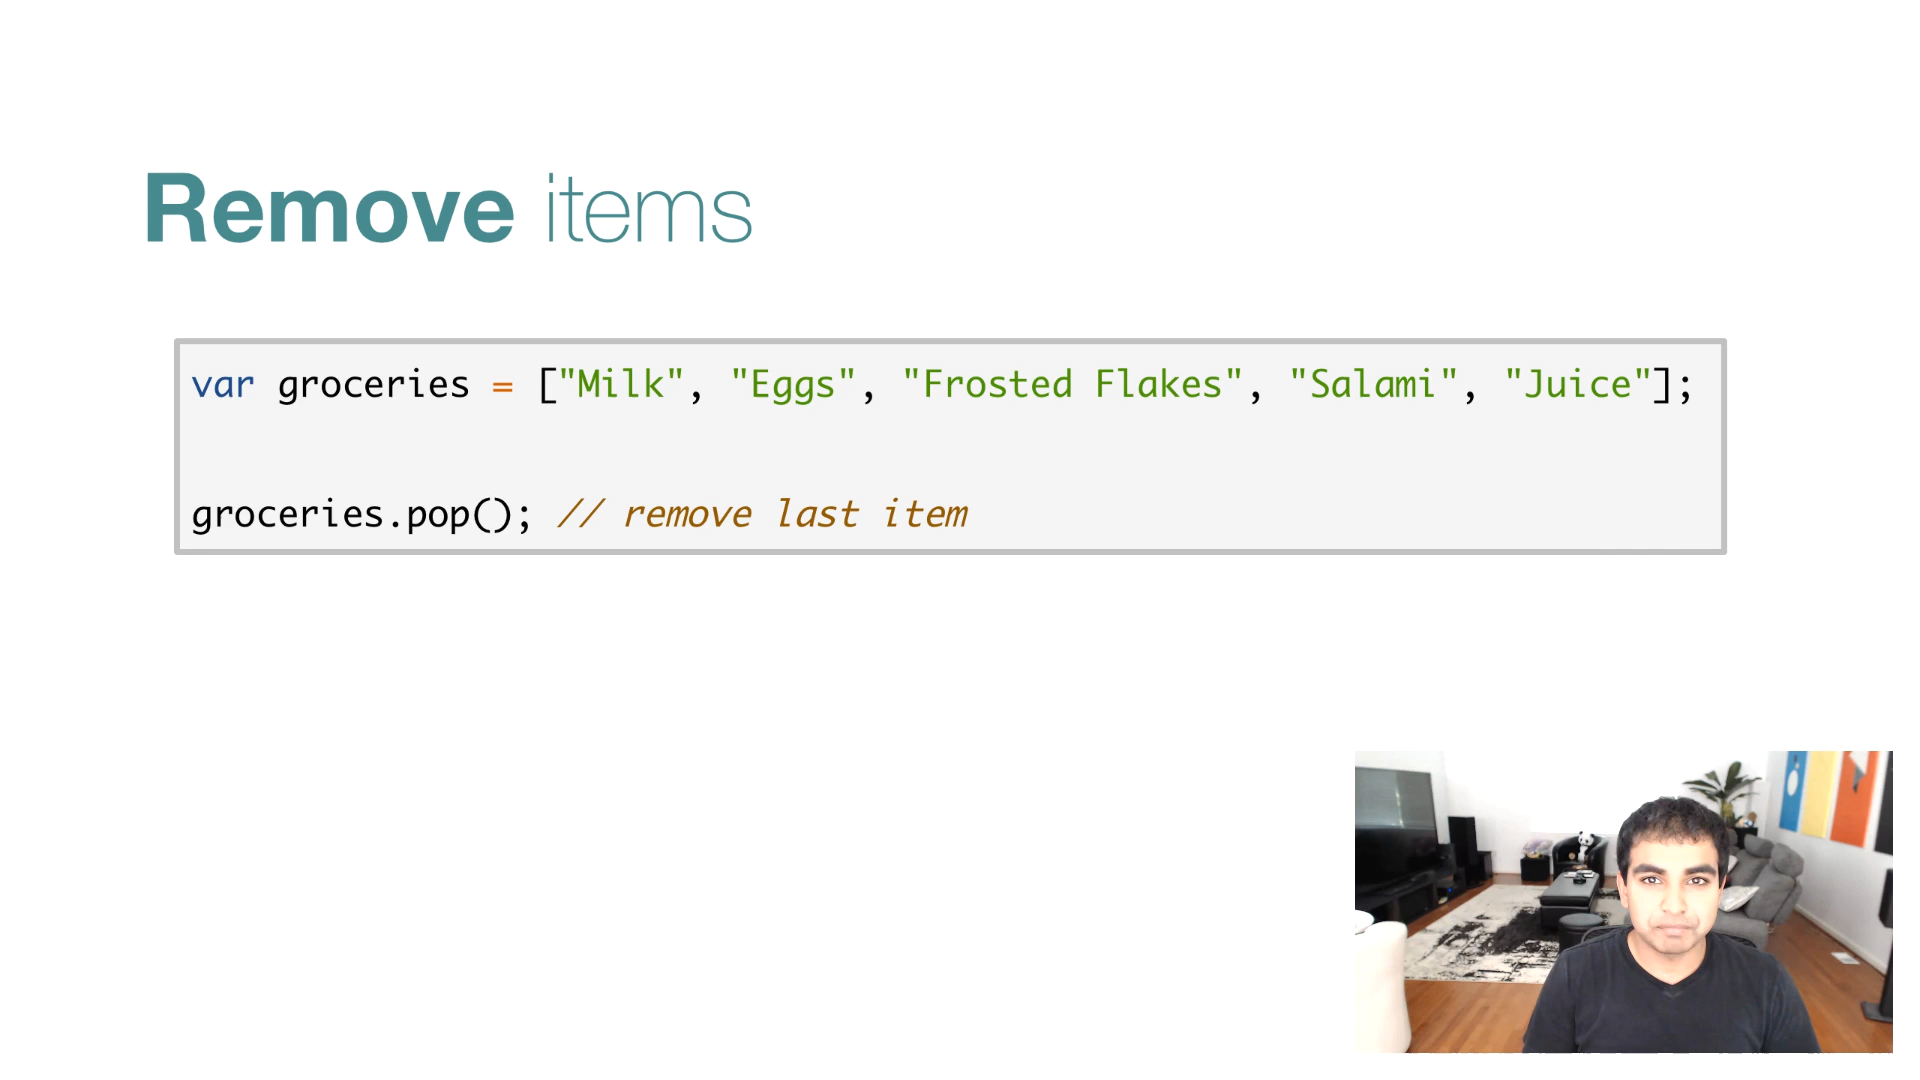 Remove items
var groceries = ["Milk", "Eggs", "Frosted Flakes", "Salami", "Juice"];
groceries.pop(); // remove last item